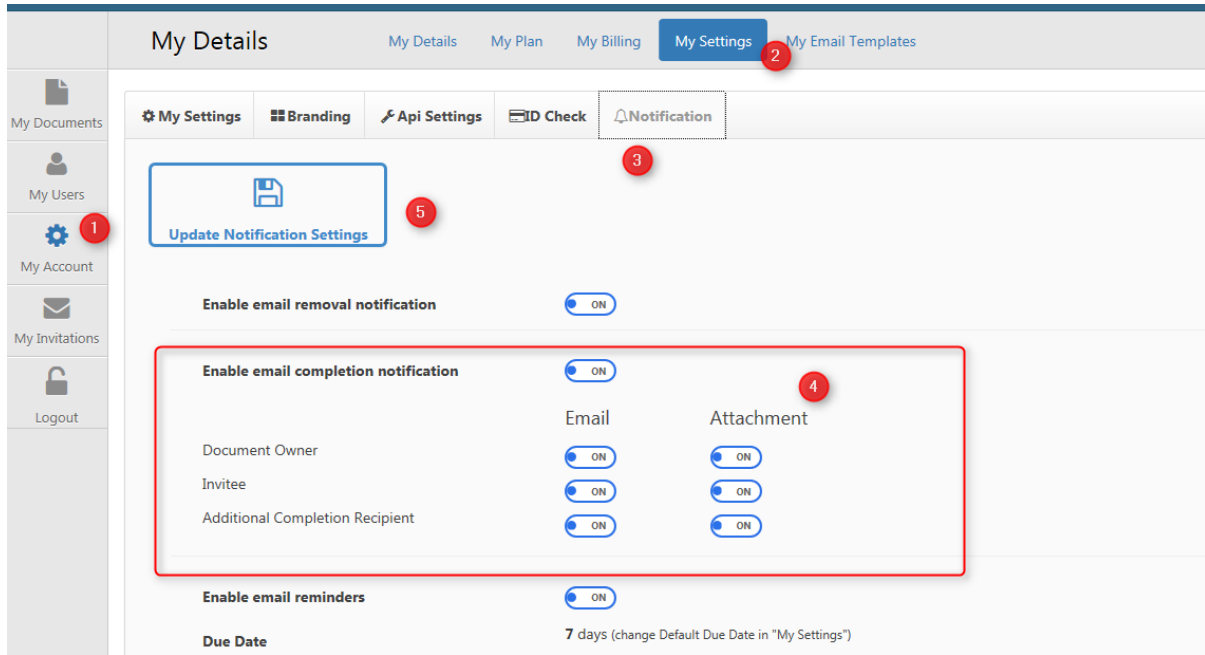 My Details
My Details My Plan My Billing My Settings My Email Templates
2
My Documents
My Users
1
My Account
My Invitations
Logout
My Settings Branding Api Settings ID Check Notification
3
Update Notification Settings
5
Enable email removal notification ON
Enable email completion notification ON
4
Email Attachment
Document Owner ON ON
Invitee ON ON
Additional Completion Recipient ON ON
Enable email reminders ON
Due Date 7 days (change Default Due Date in "My Settings")